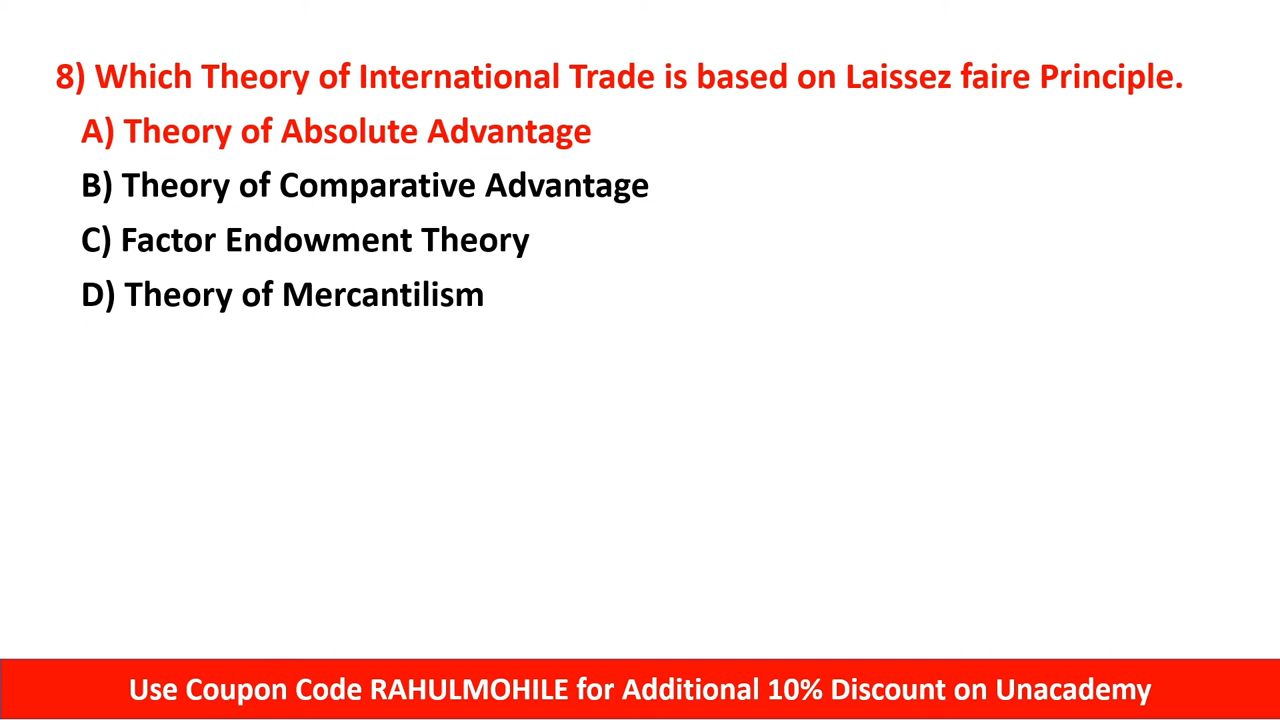 8) Which Theory of International Trade is based on Laissez faire Principle.
A) Theory of Absolute Advantage
B) Theory of Comparative Advantage
C) Factor Endowment Theory
D) Theory of Mercantilism
Use Coupon Code RAHULMOHILE for Additional 10% Discount on Unacademy